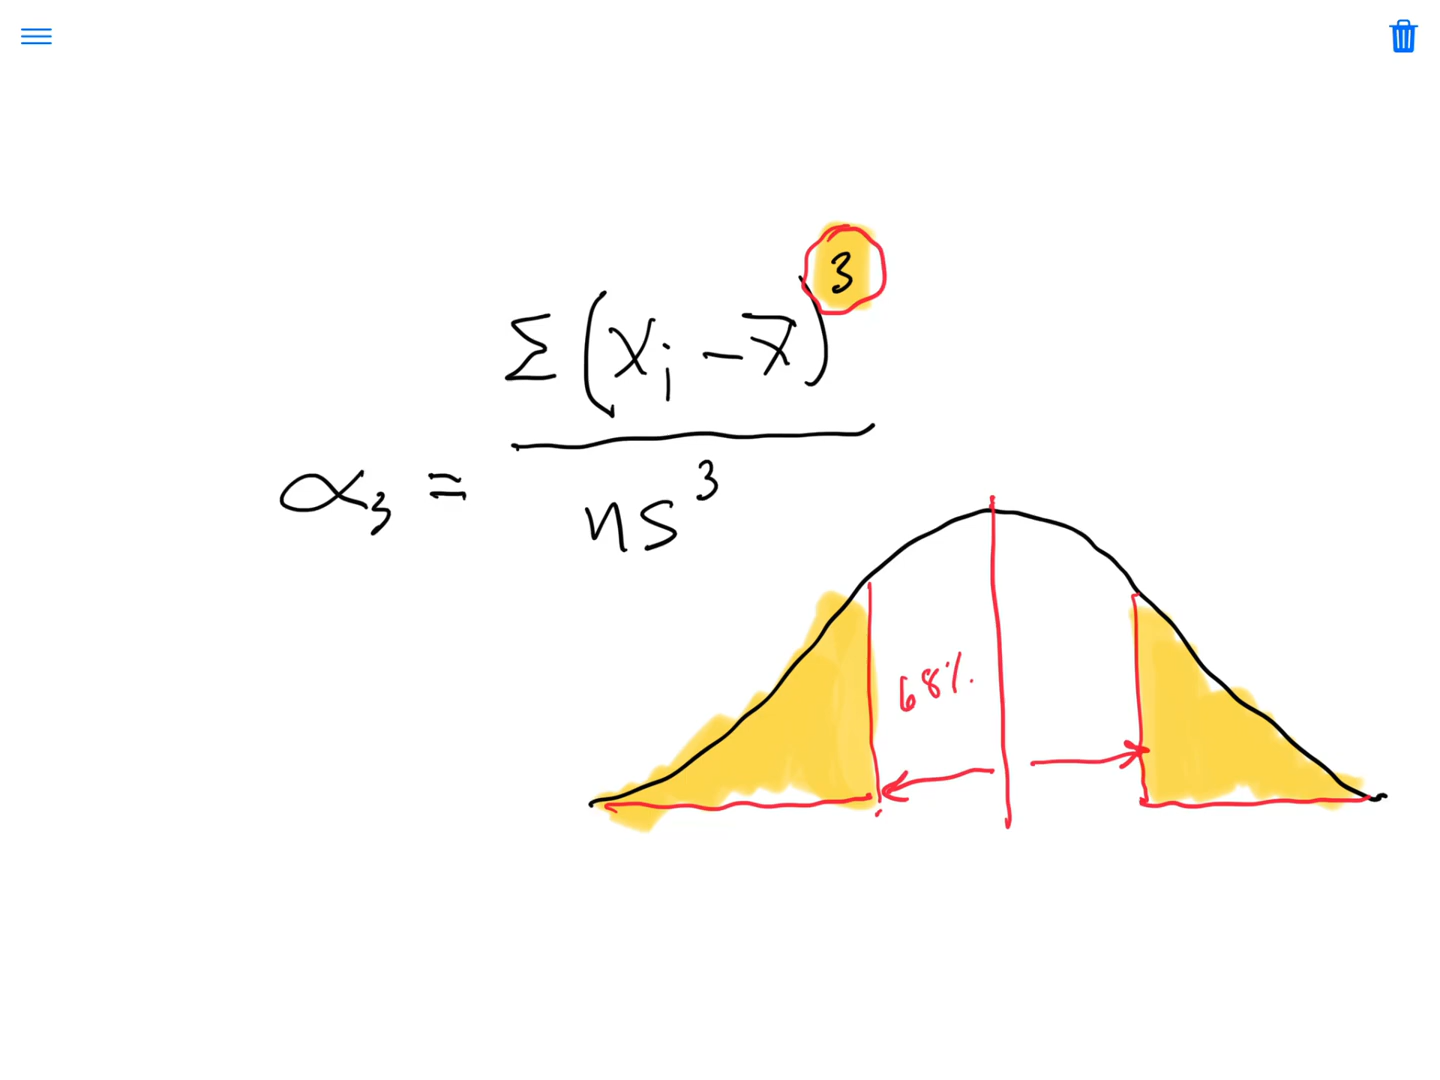 α₃ = Σ(xᵢ − x̄)³ / ns³
68%